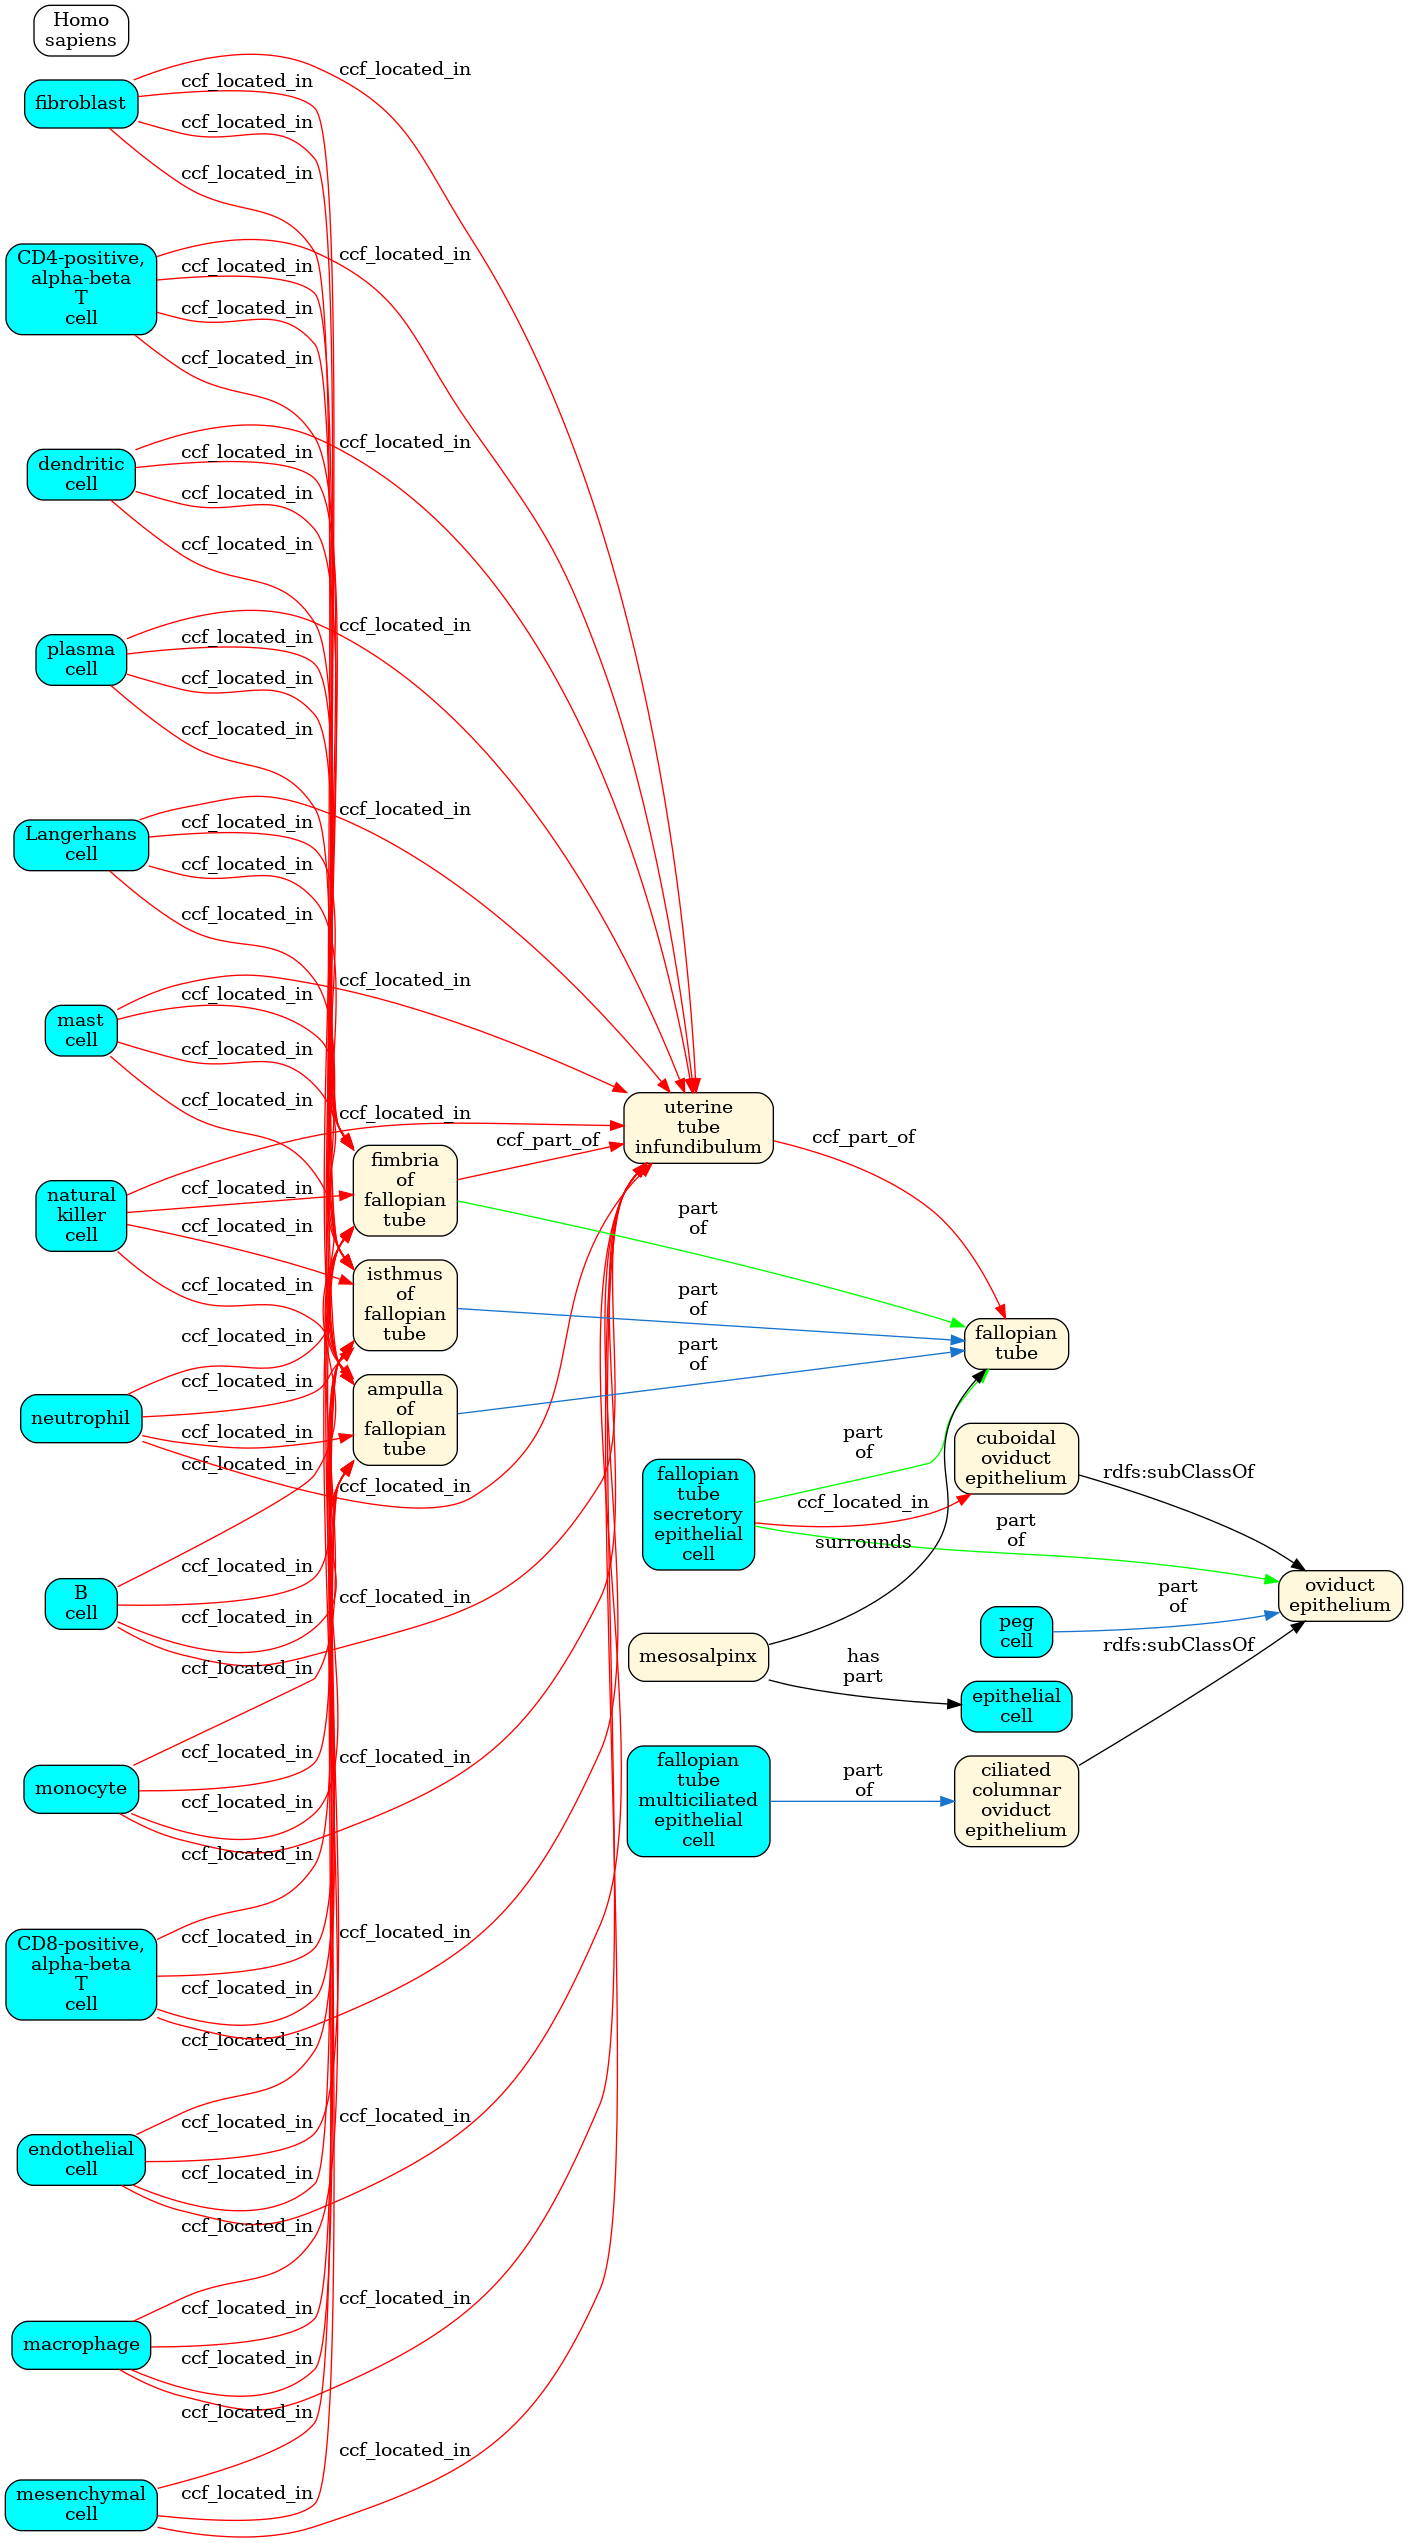 Homo
sapiens
fibroblast
ccf_located_in
ccf_located_in
ccf_located_in
ccf_located_in
CD4-positive,
alpha-beta
T
cell
ccf_located_in
ccf_located_in
ccf_located_in
ccf_located_in
dendritic
cell
ccf_located_in
ccf_located_in
ccf_located_in
ccf_located_in
plasma
cell
ccf_located_in
ccf_located_in
ccf_located_in
ccf_located_in
Langerhans
cell
ccf_located_in
ccf_located_in
ccf_located_in
ccf_located_in
mast
cell
ccf_located_in
ccf_located_in
ccf_located_in
ccf_located_in
natural
killer
cell
ccf_located_in
ccf_located_in
ccf_located_in
ccf_located_in
neutrophil
ccf_located_in
ccf_located_in
ccf_located_in
ccf_located_in
B
cell
ccf_located_in
ccf_located_in
ccf_located_in
ccf_located_in
monocyte
ccf_located_in
ccf_located_in
ccf_located_in
ccf_located_in
CD8-positive,
alpha-beta
T
cell
ccf_located_in
ccf_located_in
ccf_located_in
ccf_located_in
endothelial
cell
ccf_located_in
ccf_located_in
ccf_located_in
ccf_located_in
macrophage
ccf_located_in
ccf_located_in
ccf_located_in
ccf_located_in
mesenchymal
cell
ccf_located_in
ccf_located_in
ccf_located_in
fimbria
of
fallopian
tube
isthmus
of
fallopian
tube
ampulla
of
fallopian
tube
ccf_part_of
uterine
tube
infundibulum
ccf_part_of
part
of
part
of
part
of
fallopian
tube
fallopian
tube
secretory
epithelial
cell
part
of
ccf_located_in
surrounds
cuboidal
oviduct
epithelium
rdfs:subClassOf
part
of
oviduct
epithelium
peg
cell
part
of
rdfs:subClassOf
mesosalpinx
has
part
epithelial
cell
fallopian
tube
multiciliated
epithelial
cell
part
of
ciliated
columnar
oviduct
epithelium